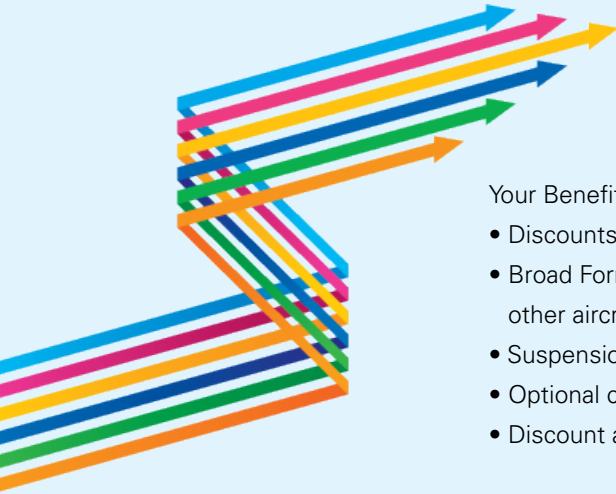 Your Benefit
• Discounts
• Broad For
other aircr
• Suspensio
• Optional c
• Discount a